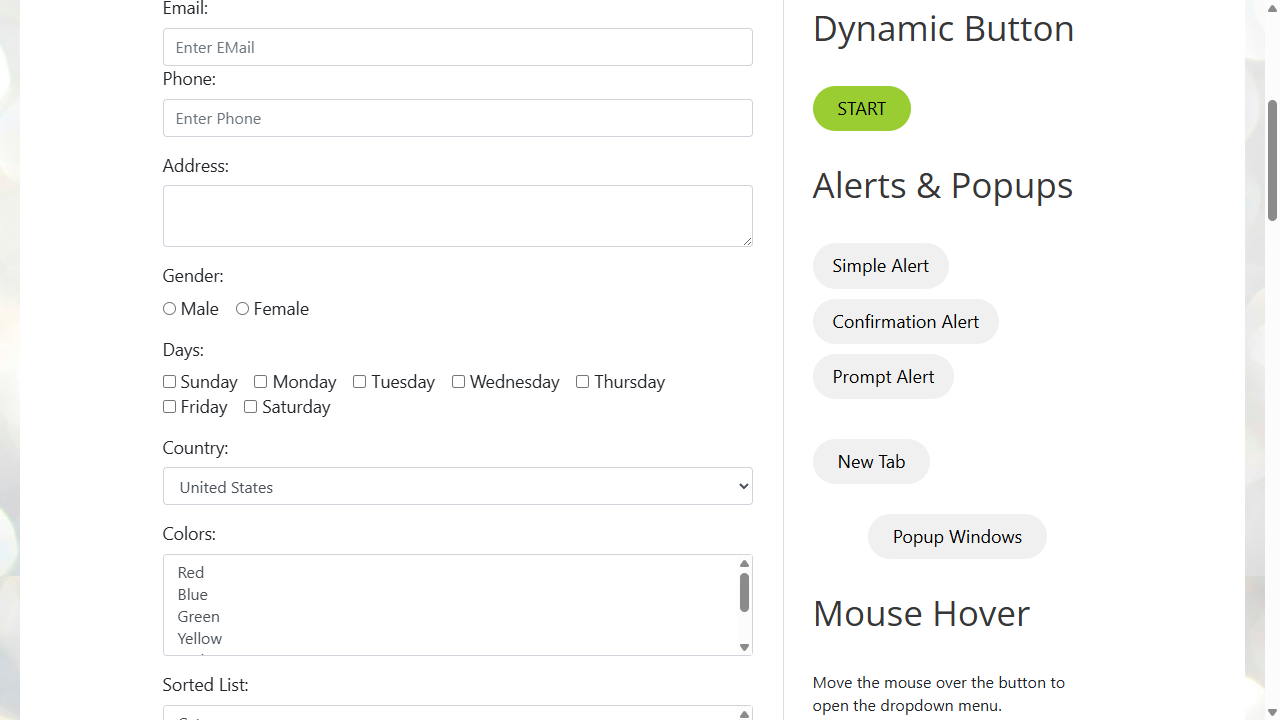 Email:
Enter EMail
Phone:
Enter Phone
Address:
Gender:
Male Female
Days:
Sunday Monday Tuesday Wednesday Thursday
Friday Saturday
Country:
United States
Colors:
Red
Blue
Green
Yellow
Sorted List:
Dynamic Button
START
Alerts & Popups
Simple Alert
Confirmation Alert
Prompt Alert
New Tab
Popup Windows
Mouse Hover
Move the mouse over the button to
open the dropdown menu.